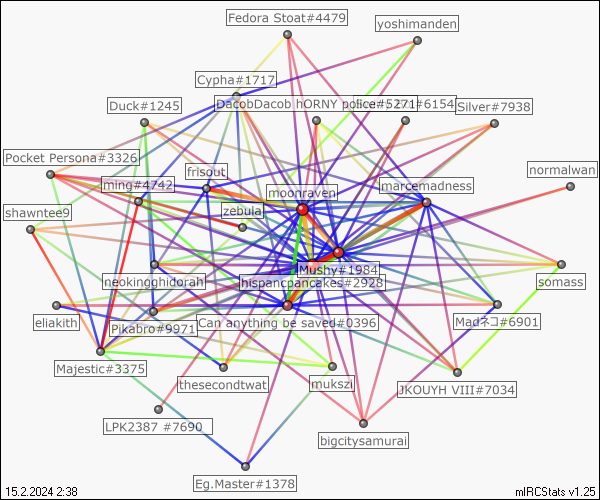 Fedora Stoat#4479
yoshimanden
Cypha#1717
Duck#1245
DacobDacob hORNY police#5271#6154
Silver#7938
Pocket Persona#3326
frisout
normalwan
ming#4742
moonraven
marcemadness
shawntee9
zebula
Mushy#1984
neokingghidorah
hispancpancakes#2928
somass
eliakith
Pikabro#9971
Can anything be saved#0396
Madネコ#6901
Majestic#3375
thesecondtwat
mukszi
JKOUYH VIII#7034
LPK2387 #7690
bigcitysamurai
Eg.Master#1378
15.2.2024 2:38
mIRCStats v1.25